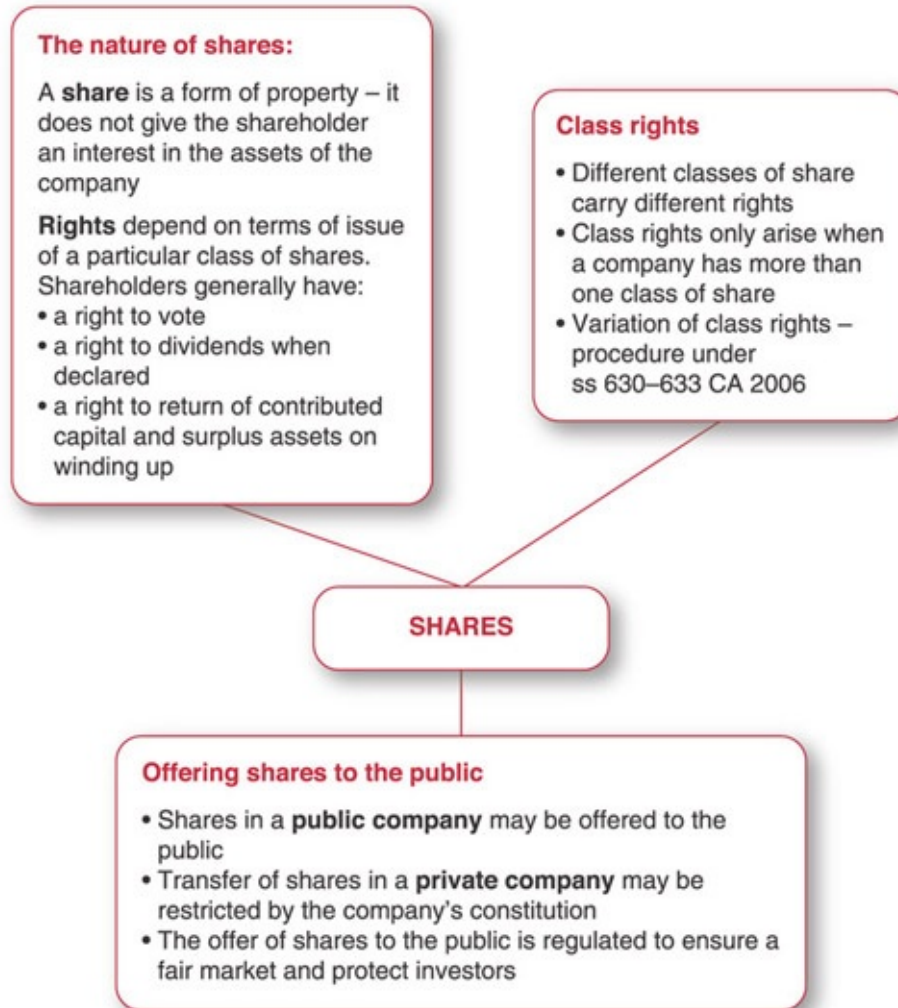 The nature of shares:
A share is a form of property – it
does not give the shareholder
an interest in the assets of the
company
Rights depend on terms of issue
of a particular class of shares.
Shareholders generally have:
• a right to vote
• a right to dividends when
declared
• a right to return of contributed
capital and surplus assets on
winding up
Class rights
• Different classes of share
carry different rights
• Class rights only arise when
a company has more than
one class of share
• Variation of class rights –
procedure under
ss 630–633 CA 2006
SHARES
Offering shares to the public
• Shares in a public company may be offered to the
public
• Transfer of shares in a private company may be
restricted by the company's constitution
• The offer of shares to the public is regulated to ensure a
fair market and protect investors